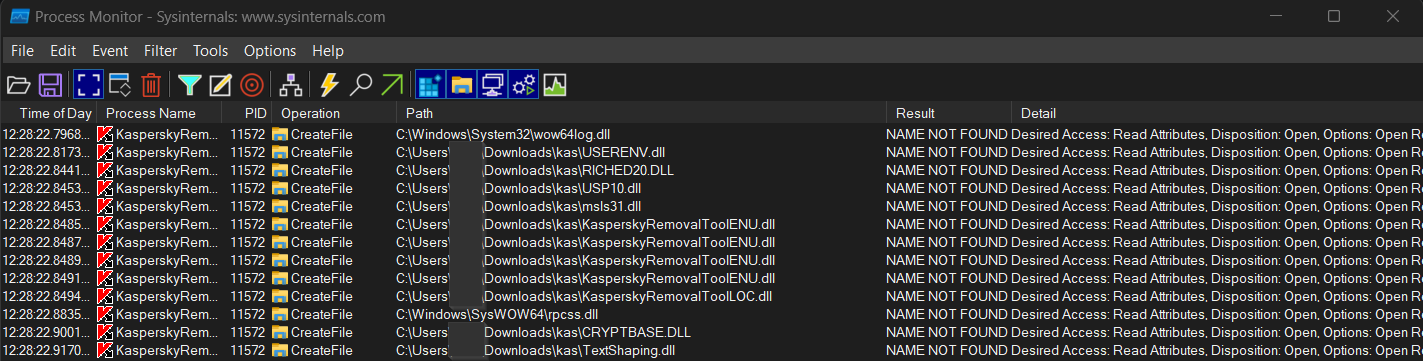 Process Monitor - Sysinternals: www.sysinternals.com
File Edit Event Filter Tools Options Help
Time of Day Process Name PID Operation Path Result Detail
12:28:22.7968... KasperskyRem... 11572 CreateFile C:\Windows\System32\wow64log.dll NAME NOT FOUND Desired Access: Read Attributes, Disposition: Open, Options: Open R
12:28:22.8173... KasperskyRem... 11572 CreateFile C:\Users\ \Downloads\kas\USERENV.dll NAME NOT FOUND Desired Access: Read Attributes, Disposition: Open, Options: Open R
12:28:22.8441... KasperskyRem... 11572 CreateFile C:\Users\ \Downloads\kas\RICHED20.DLL NAME NOT FOUND Desired Access: Read Attributes, Disposition: Open, Options: Open R
12:28:22.8453... KasperskyRem... 11572 CreateFile C:\Users\ \Downloads\kas\USP10.dll NAME NOT FOUND Desired Access: Read Attributes, Disposition: Open, Options: Open R
12:28:22.8453... KasperskyRem... 11572 CreateFile C:\Users\ \Downloads\kas\msls31.dll NAME NOT FOUND Desired Access: Read Attributes, Disposition: Open, Options: Open R
12:28:22.8485... KasperskyRem... 11572 CreateFile C:\Users\ \Downloads\kas\KasperskyRemovalToolENU.dll NAME NOT FOUND Desired Access: Read Attributes, Disposition: Open, Options: Open R
12:28:22.8487... KasperskyRem... 11572 CreateFile C:\Users\ \Downloads\kas\KasperskyRemovalToolENU.dll NAME NOT FOUND Desired Access: Read Attributes, Disposition: Open, Options: Open R
12:28:22.8489... KasperskyRem... 11572 CreateFile C:\Users\ \Downloads\kas\KasperskyRemovalToolENU.dll NAME NOT FOUND Desired Access: Read Attributes, Disposition: Open, Options: Open R
12:28:22.8491... KasperskyRem... 11572 CreateFile C:\Users\ \Downloads\kas\KasperskyRemovalToolENU.dll NAME NOT FOUND Desired Access: Read Attributes, Disposition: Open, Options: Open R
12:28:22.8494... KasperskyRem... 11572 CreateFile C:\Users\ \Downloads\kas\KasperskyRemovalToolLOC.dll NAME NOT FOUND Desired Access: Read Attributes, Disposition: Open, Options: Open R
12:28:22.8835... KasperskyRem... 11572 CreateFile C:\Windows\SysWOW64\rpcss.dll NAME NOT FOUND Desired Access: Read Attributes, Disposition: Open, Options: Open R
12:28:22.9001... KasperskyRem... 11572 CreateFile C:\Users\ \Downloads\kas\CRYPTBASE.DLL NAME NOT FOUND Desired Access: Read Attributes, Disposition: Open, Options: Open R
12:28:22.9170... KasperskyRem... 11572 CreateFile C:\Users\ \Downloads\kas\TextShaping.dll NAME NOT FOUND Desired Access: Read Attributes, Disposition: Open, Options: Open R